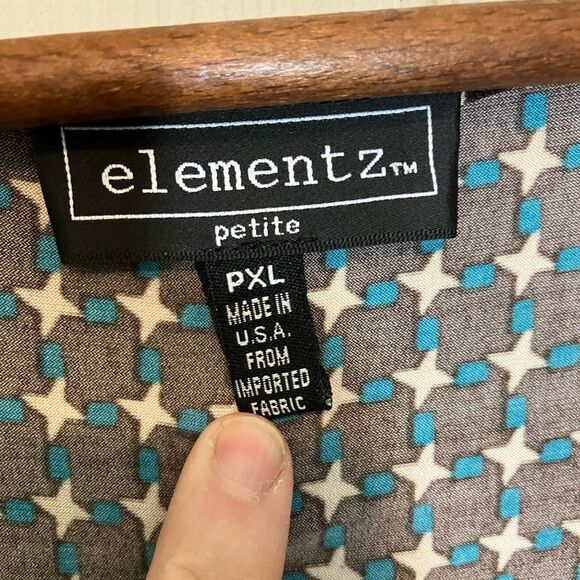 elementz™
petite
PXL
MADE IN
U.S.A.
FROM
IMPORTED
FABRIC